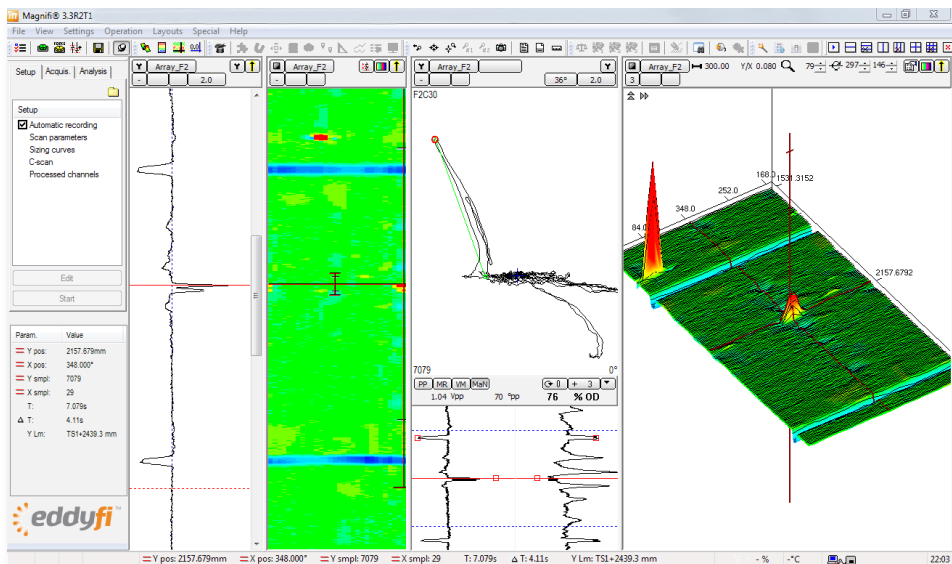 Magnifi® 3.3R2T1
File View Settings Operation Layouts Special Help
Setup Acquis. Analysis
Setup
Automatic recording
Scan parameters
Sizing curves
C-scan
Processed channels
Edit
Start
Param. Value
Y pos: 2157.679mm
X pos: 348.000°
Y smpl: 7079
X smpl: 29
T: 7.079s
Δ T: 4.11s
Y Lm: TS1+2439.3 mm
eddyfi™
Y Array_F2 Y
- 2.0
Array_F2
-
Y Array_F2 Y
- 36° 2.0
F2C30
7079 0°
PP MR VM MaN 0 + 3
1.04 Vpp 70 °pp 76 % OD
Array_F2 300.00 Y/X 0.080 79 297 146
3
168.0 1531.3152
252.0
348.0
84.0
2157.6792
Y pos: 2157.679mm X pos: 348.000° Y smpl: 7079 X smpl: 29 T: 7.079s Δ T: 4.11s Y Lm: TS1+2439.3 mm - % -°C 22:03